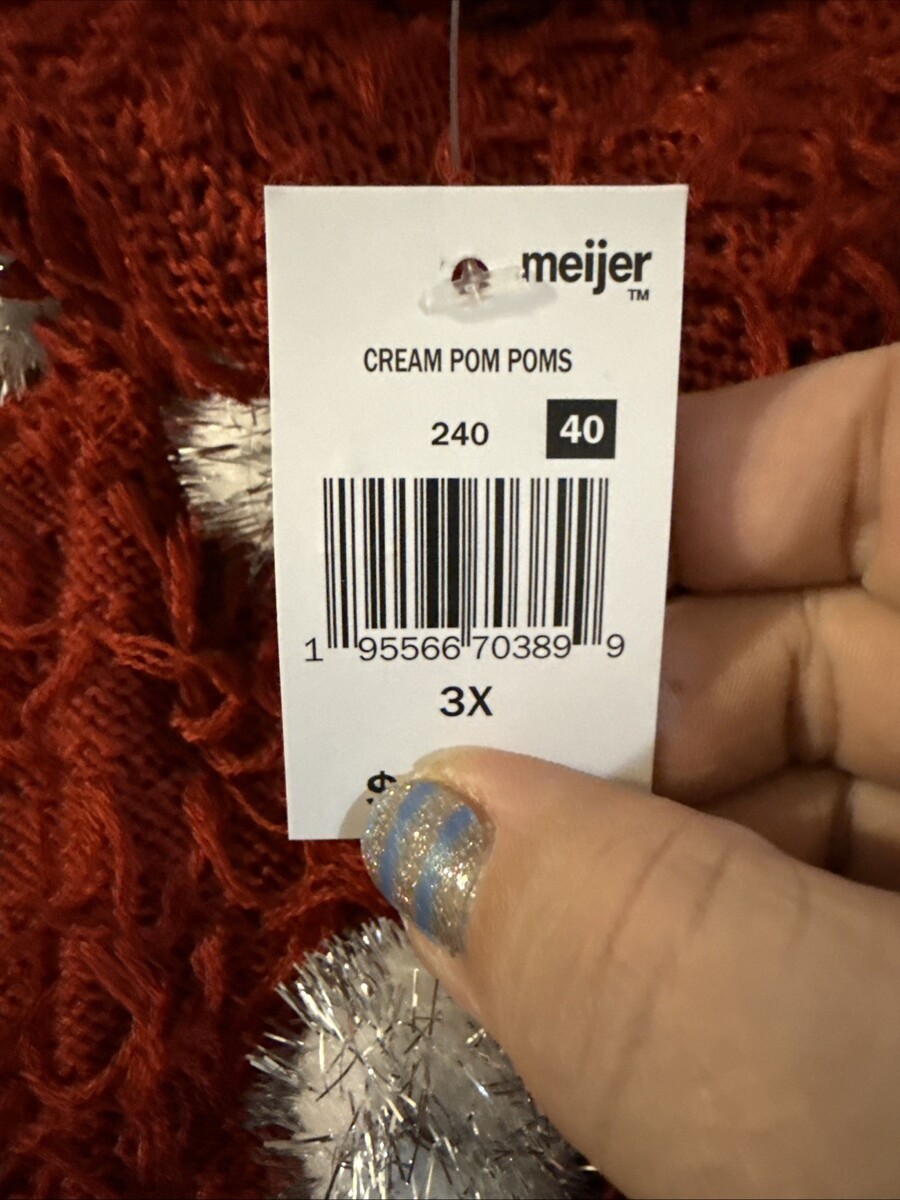 meijer
TM
CREAM POM POMS
240 40
1 95566 70389 9
3X
$